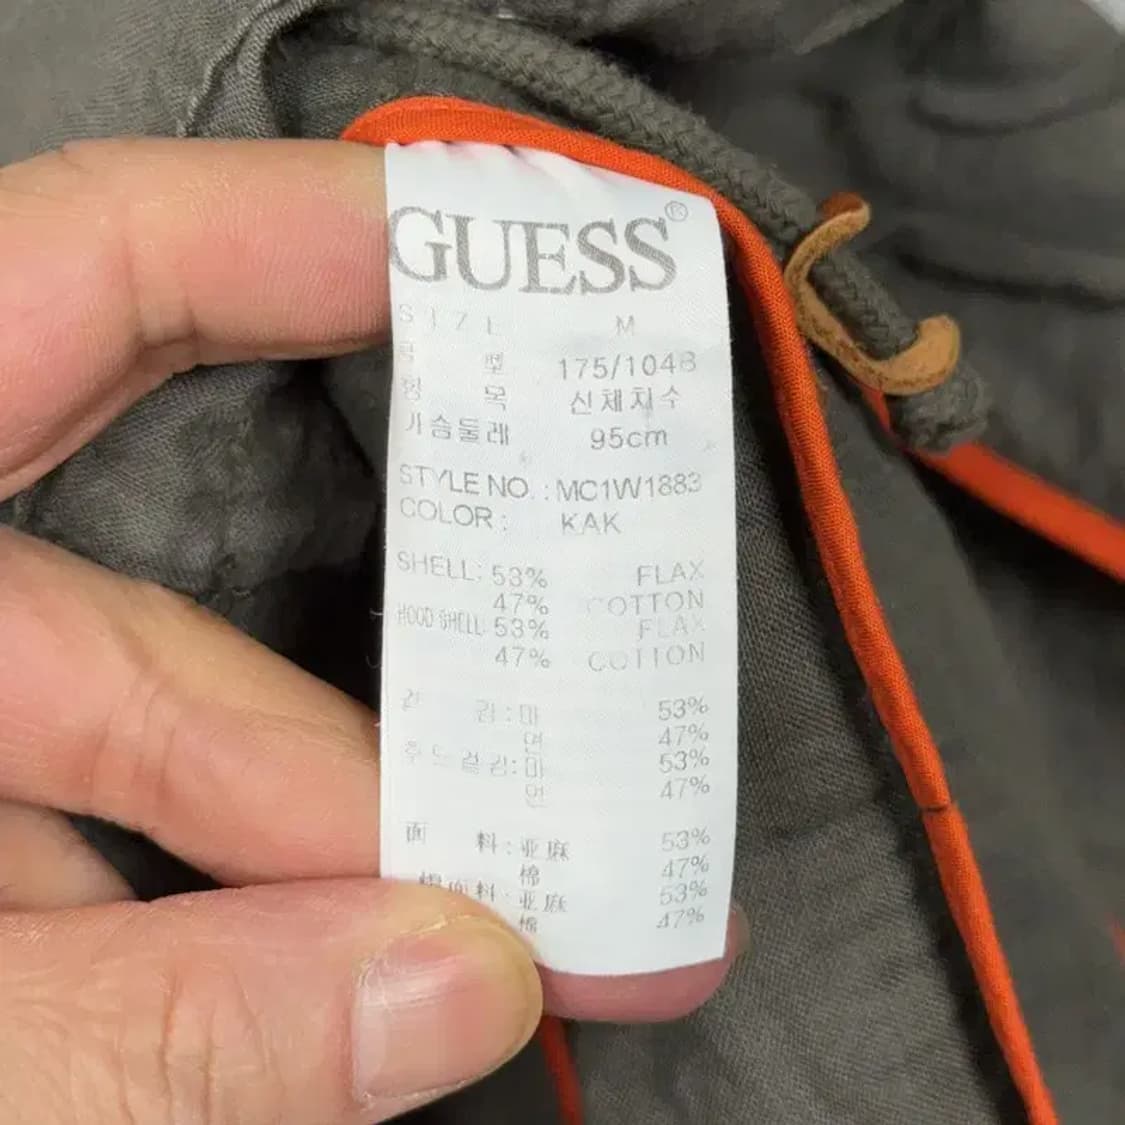 GUESS®
SIZE M
형 175/104B
항 목 신체치수
가슴둘레 95cm
STYLE NO. : MC1W1883
COLOR : KAK
SHELL: 53% FLAX
47% COTTON
HOOD SHELL: 53% FLAX
47% COTTON
겉 감 : 마 53%
면 47%
후드겉감: 마 53%
면 47%
面 料 : 亚麻 53%
棉 47%
帽面料 : 亚麻 53%
棉 47%